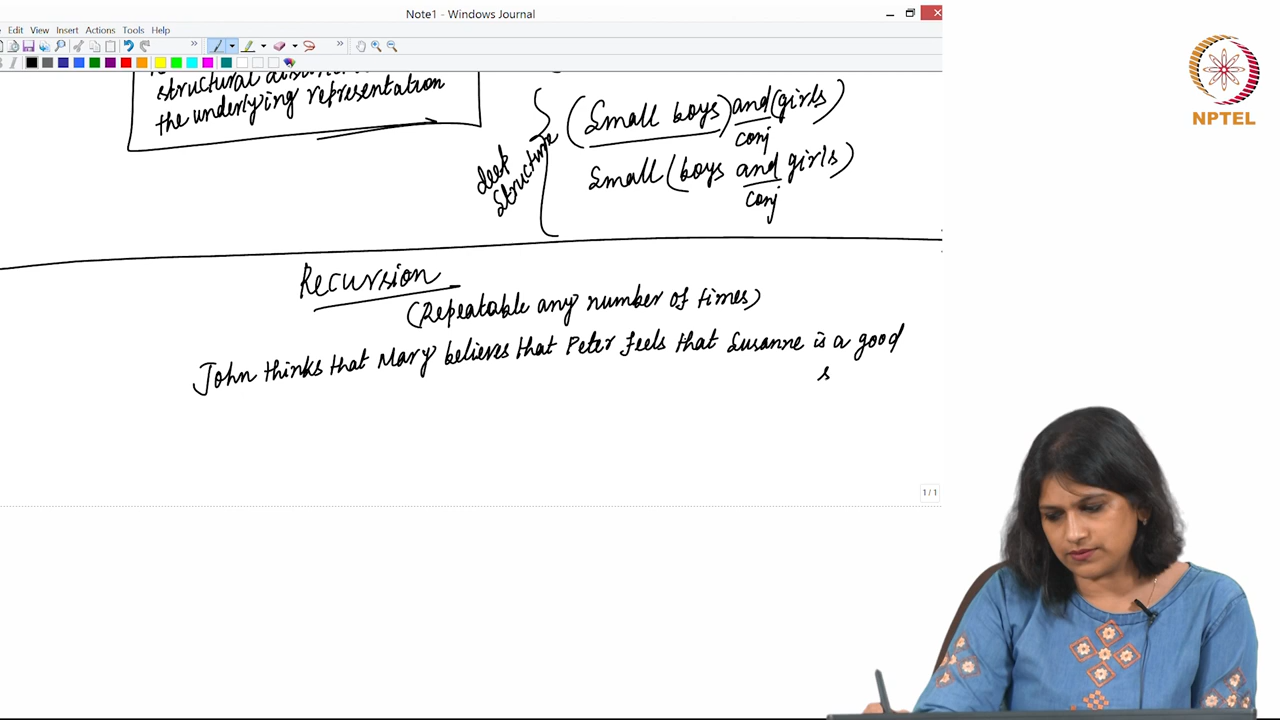 Note1 - Windows Journal
Edit View Insert Actions Tools Help
structural
the underlying representation
(Small boys) and (girls)
conj
Small (boys and girls)
conj
deep structure
Recursion
(Repeatable any number of times)
John thinks that Mary believes that Peter feels that Susanne is a good
s
1 / 1
NPTEL